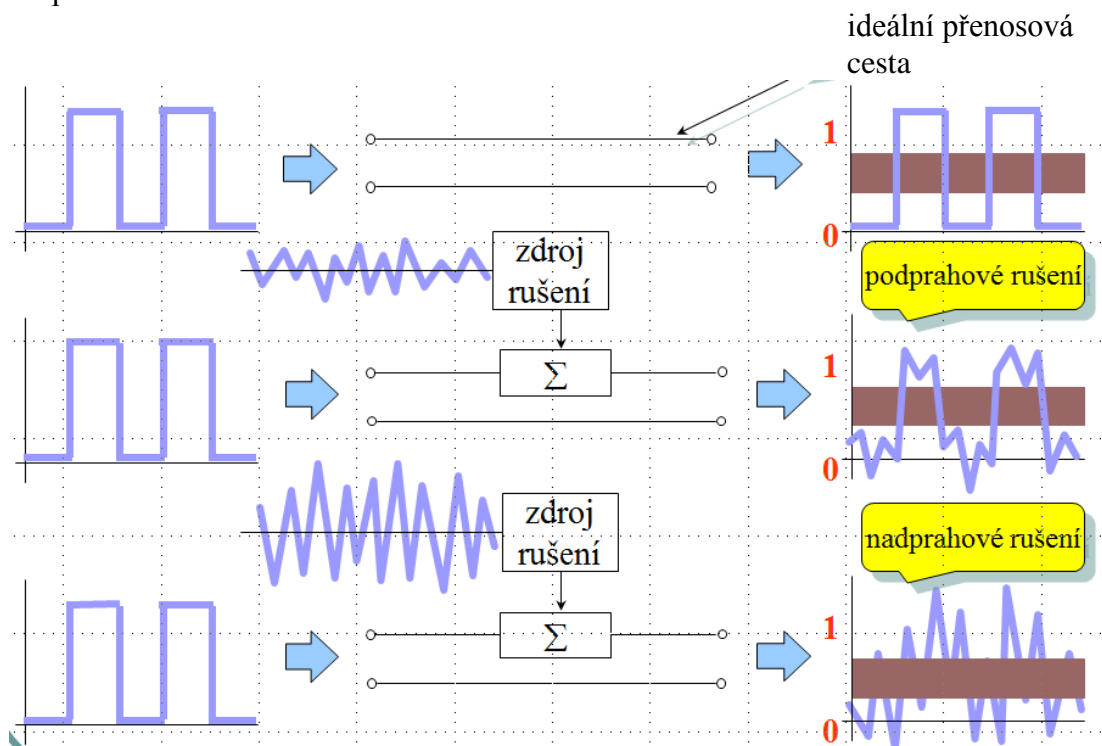 ideální přenosová
cesta
1
0
zdroj
rušení
podprahové rušení
Σ
1
0
zdroj
rušení
nadprahové rušení
Σ
1
0